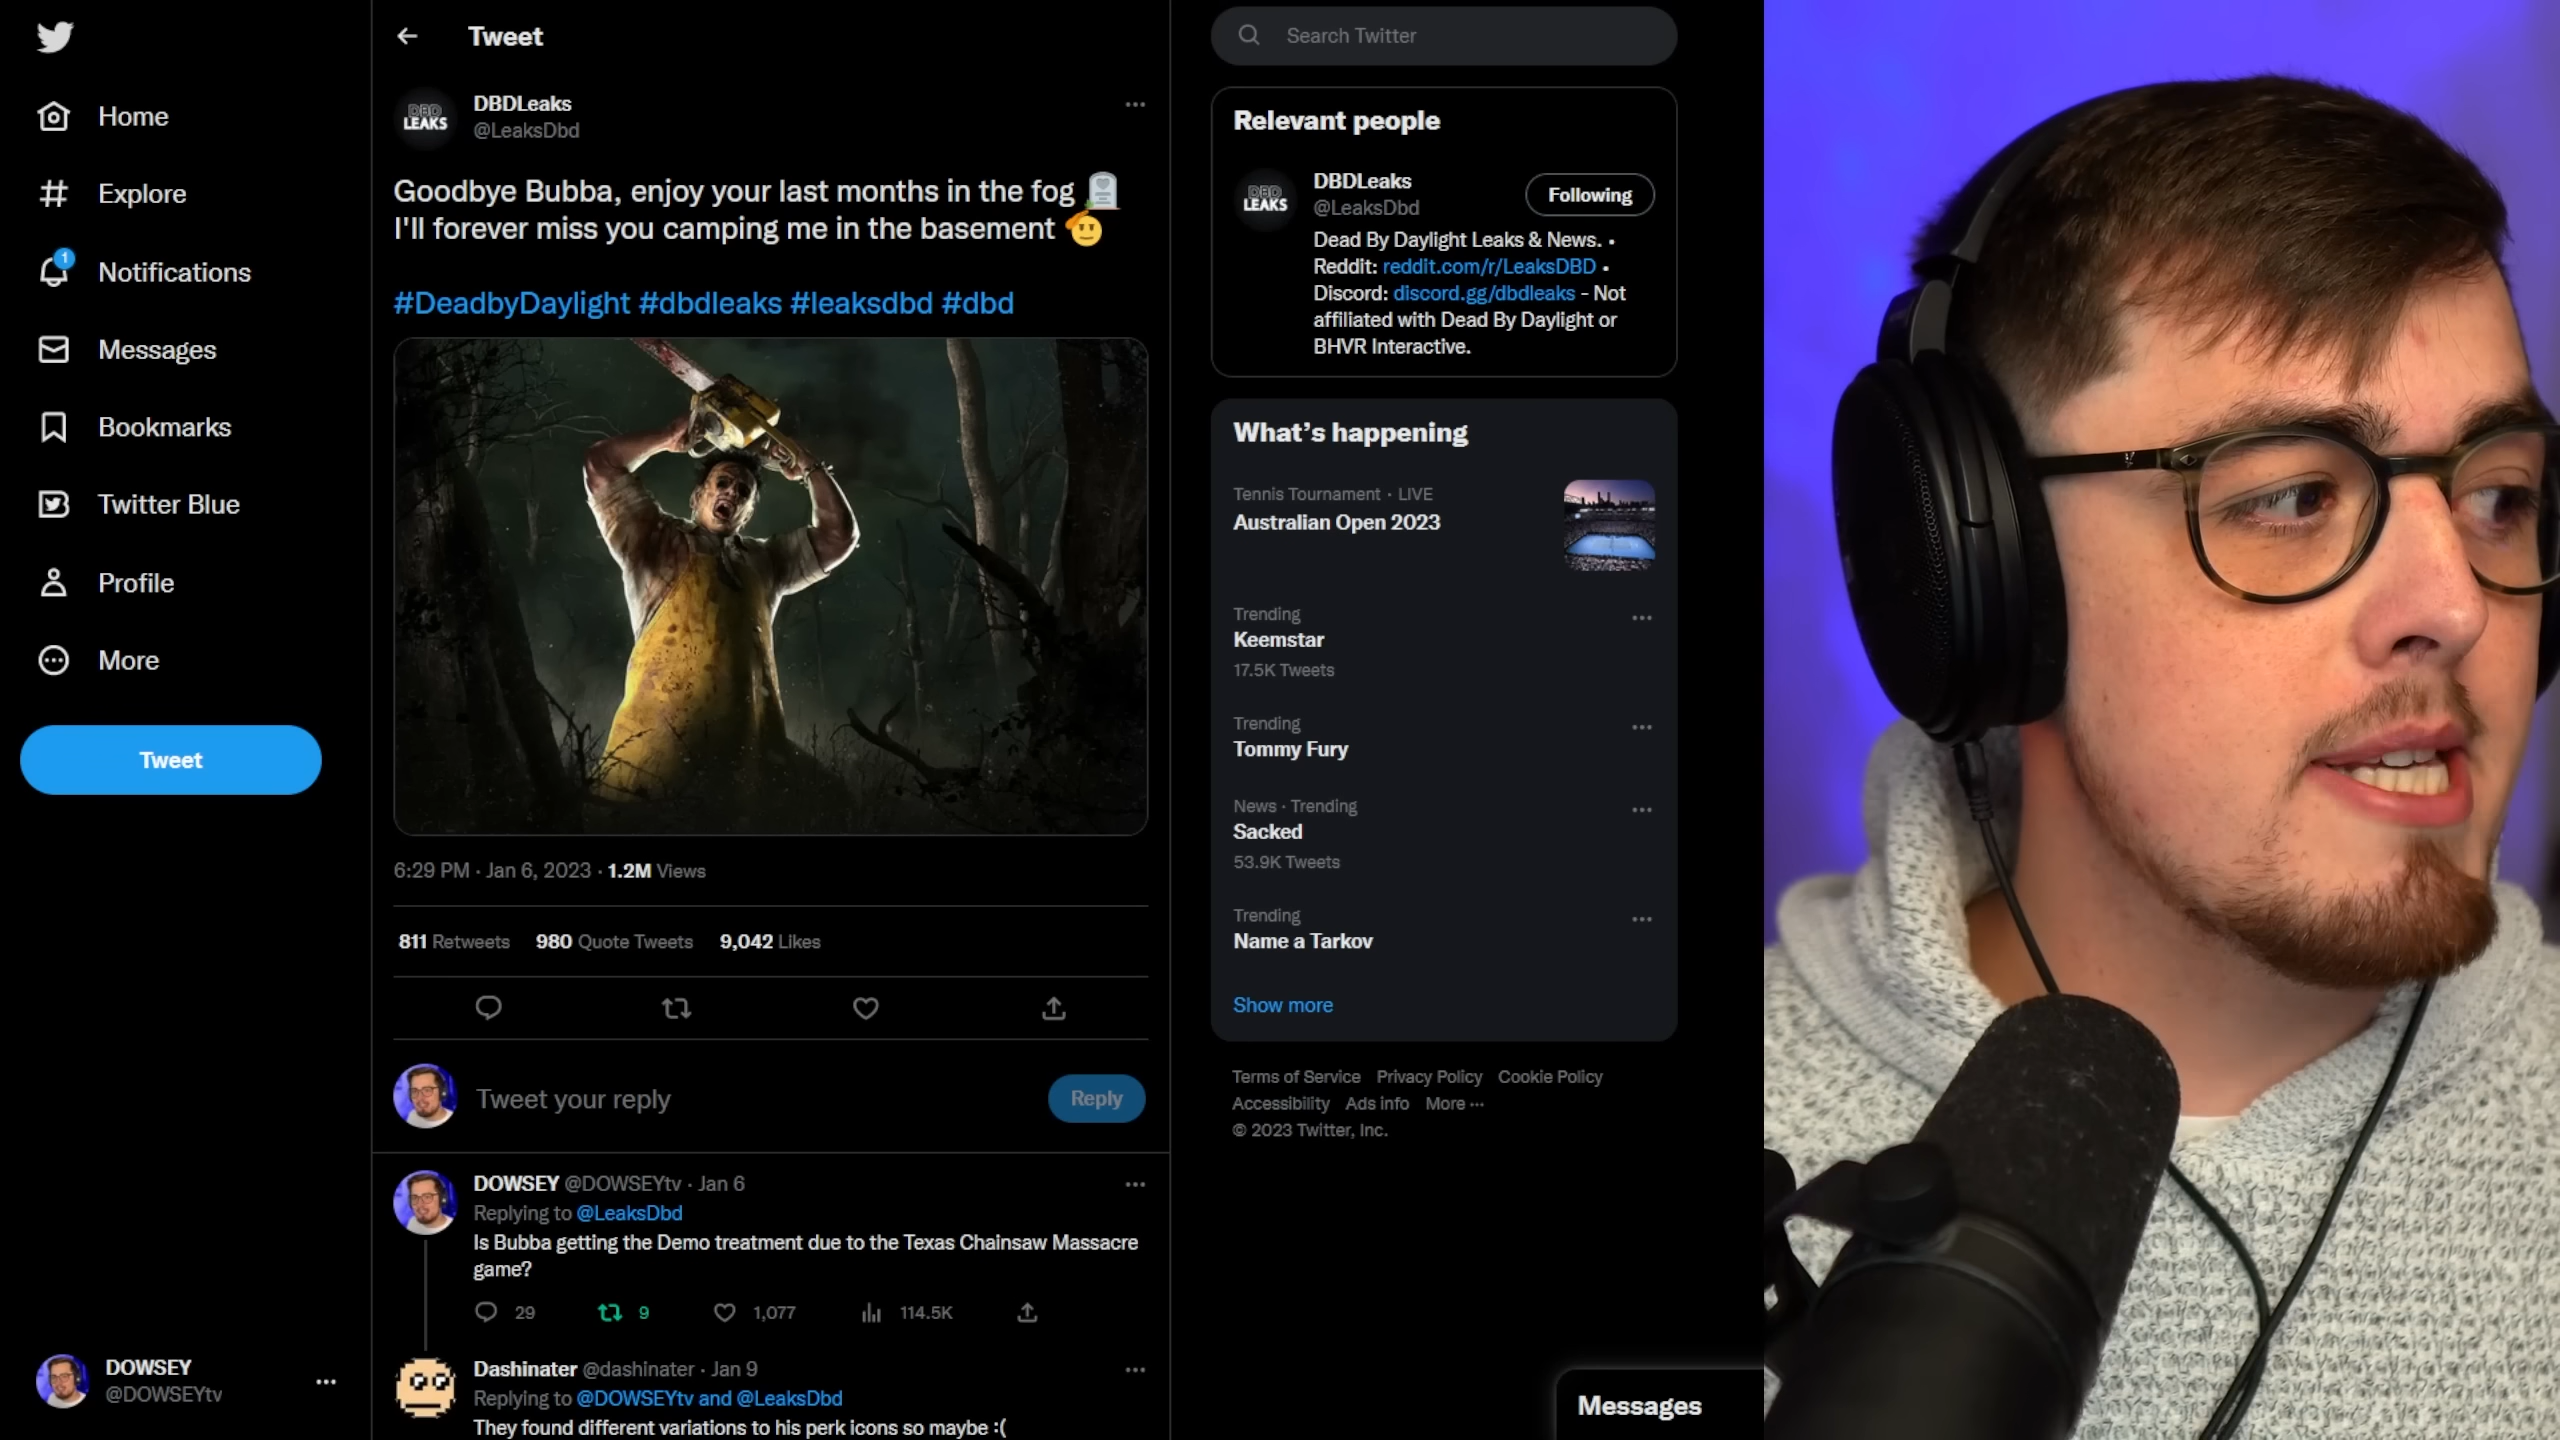 Home
Explore
1
Notifications
Messages
Bookmarks
Twitter Blue
Profile
More
Tweet
DOWSEY
@DOWSEYtv
Tweet
DBD
LEAKS
DBDLeaks
@LeaksDbd
Goodbye Bubba, enjoy your last months in the fog 🪦
I'll forever miss you camping me in the basement 🫡
#DeadbyDaylight #dbdleaks #leaksdbd #dbd
6:29 PM · Jan 6, 2023 · 1.2M Views
811 Retweets 980 Quote Tweets 9,042 Likes
Tweet your reply
Reply
DOWSEY @DOWSEYtv · Jan 6
Replying to @LeaksDbd
Is Bubba getting the Demo treatment due to the Texas Chainsaw Massacre
game?
29 9 1,077 114.5K
Dashinater @dashinater · Jan 9
Replying to @DOWSEYtv and @LeaksDbd
They found different variations to his perk icons so maybe :(
Search Twitter
Relevant people
DBD
LEAKS
DBDLeaks
@LeaksDbd
Following
Dead By Daylight Leaks & News. •
Reddit: reddit.com/r/LeaksDBD •
Discord: discord.gg/dbdleaks - Not
affiliated with Dead By Daylight or
BHVR Interactive.
What's happening
Tennis Tournament · LIVE
Australian Open 2023
Trending
Keemstar
17.5K Tweets
Trending
Tommy Fury
News · Trending
Sacked
53.9K Tweets
Trending
Name a Tarkov
Show more
Terms of Service Privacy Policy Cookie Policy
Accessibility Ads info More ···
© 2023 Twitter, Inc.
Messages